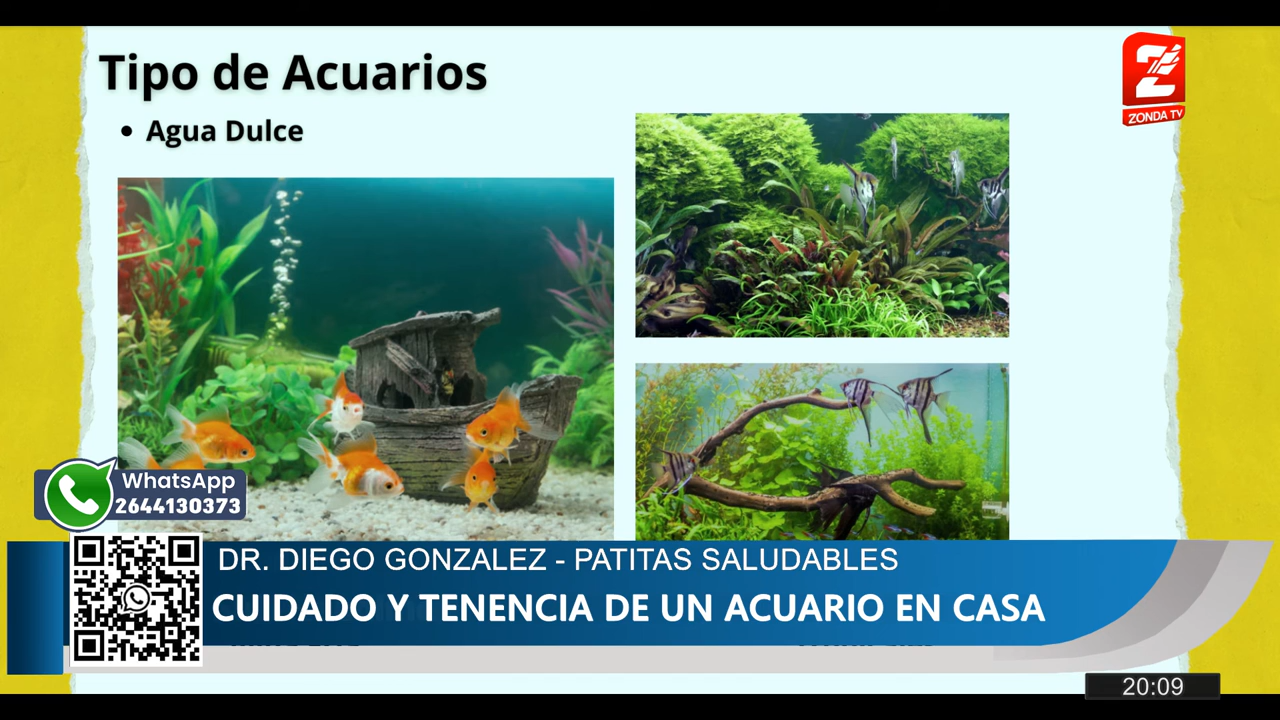 Tipo de Acuarios
• Agua Dulce
ZONDA TV
WhatsApp
2644130373
DR. DIEGO GONZALEZ - PATITAS SALUDABLES
CUIDADO Y TENENCIA DE UN ACUARIO EN CASA
20:09